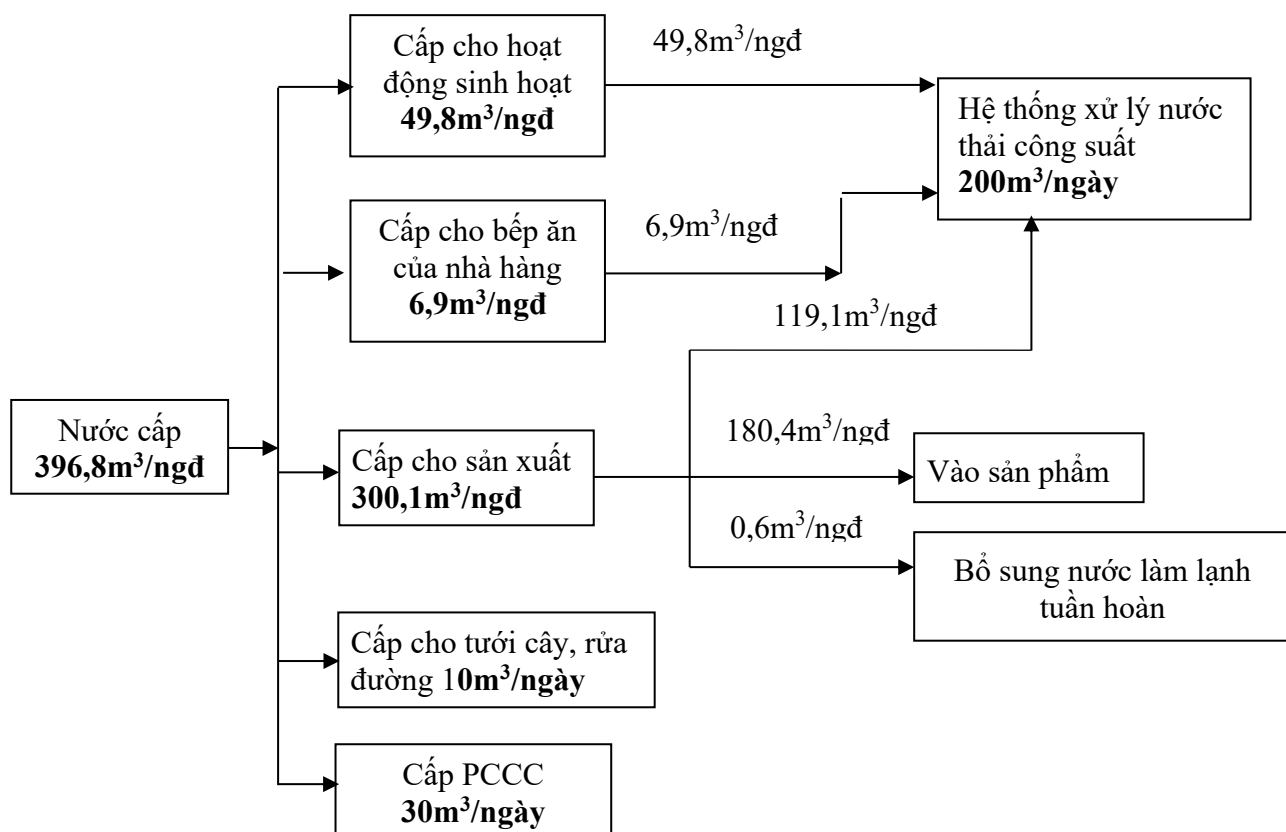 Cấp cho hoạt
động sinh hoạt
49,8m³/ngđ
49,8m³/ngđ
Hệ thống xử lý nước
thải công suất
200m³/ngày
Cấp cho bếp ăn
của nhà hàng
6,9m³/ngđ
6,9m³/ngđ
119,1m³/ngđ
Nước cấp
396,8m³/ngđ
Cấp cho sản xuất
300,1m³/ngđ
180,4m³/ngđ
Vào sản phẩm
0,6m³/ngđ
Bổ sung nước làm lạnh
tuần hoàn
Cấp cho tưới cây, rửa
đường 10m³/ngày
Cấp PCCC
30m³/ngày